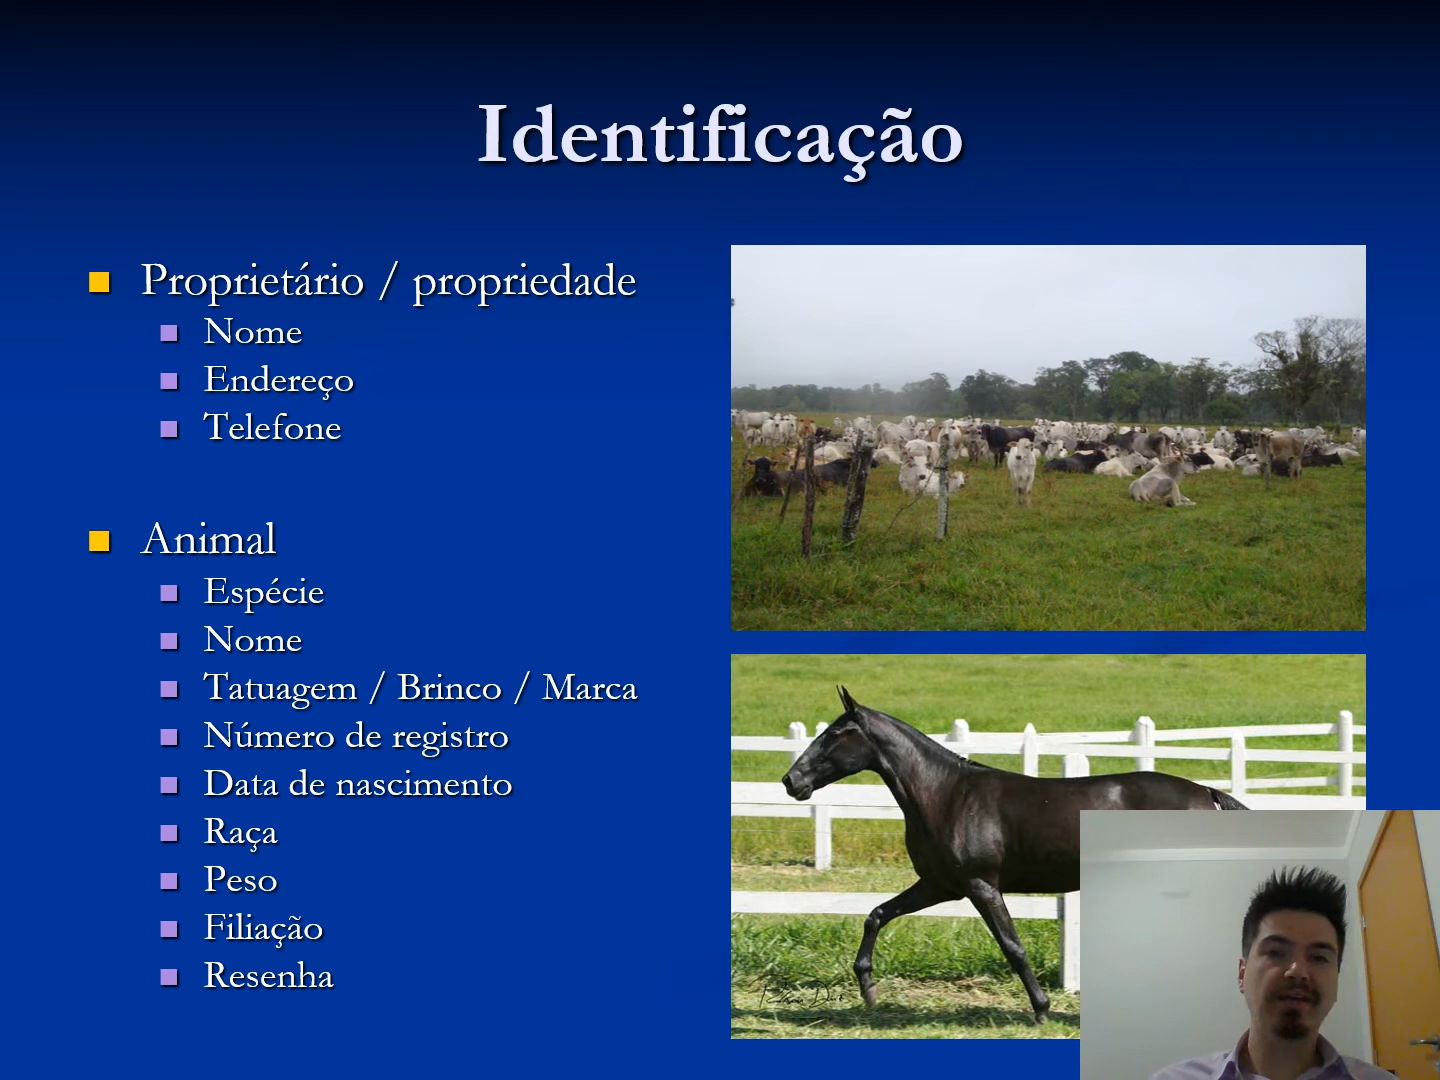 Identificação
Proprietário / propriedade
Nome
Endereço
Telefone
Animal
Espécie
Nome
Tatuagem / Brinco / Marca
Número de registro
Data de nascimento
Raça
Peso
Filiação
Resenha